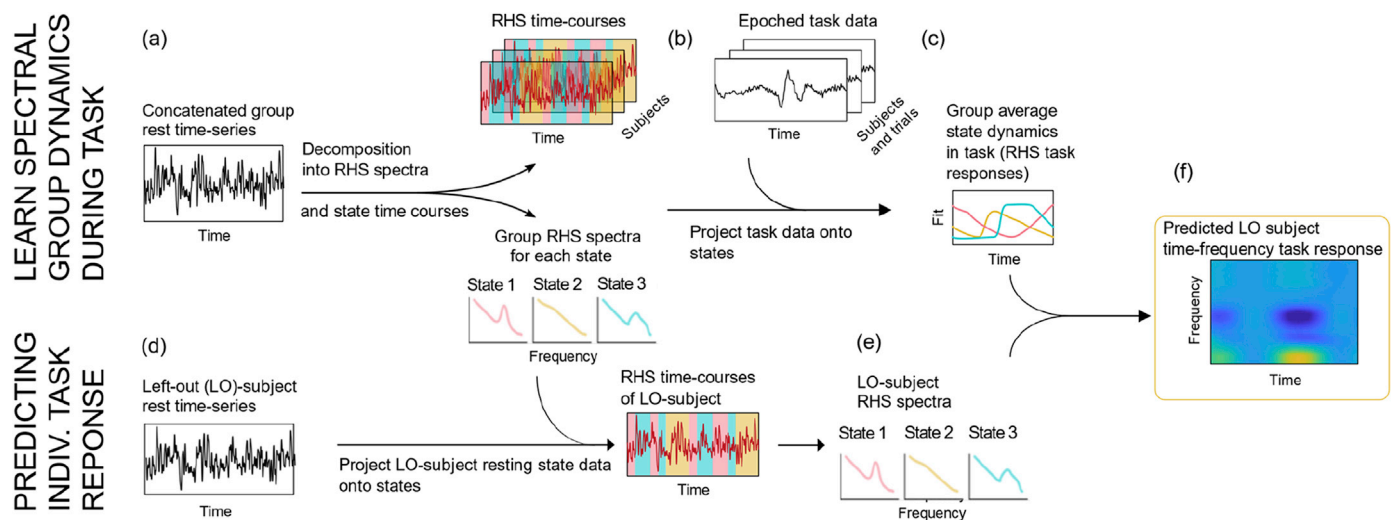 LEARN SPECTRAL
GROUP DYNAMICS
DURING TASK
(a)
Concatenated group
rest time-series
Time
Decomposition
into RHS spectra
and state time courses
RHS time-courses
Time
Subjects
Group RHS spectra
for each state
State 1
State 2
State 3
Frequency
(b)
Epoched task data
Time
Subjects
and trials
Project task data onto
states
(c)
Group average
state dynamics
in task (RHS task
responses)
Fit
Time
(f)
Predicted LO subject
time-frequency task response
Frequency
Time
PREDICTING
INDIV. TASK
REPONSE
(d)
Left-out (LO)-subject
rest time-series
Time
Project LO-subject resting state data
onto states
RHS time-courses
of LO-subject
Time
(e)
LO-subject
RHS spectra
State 1
State 2
State 3
Frequency